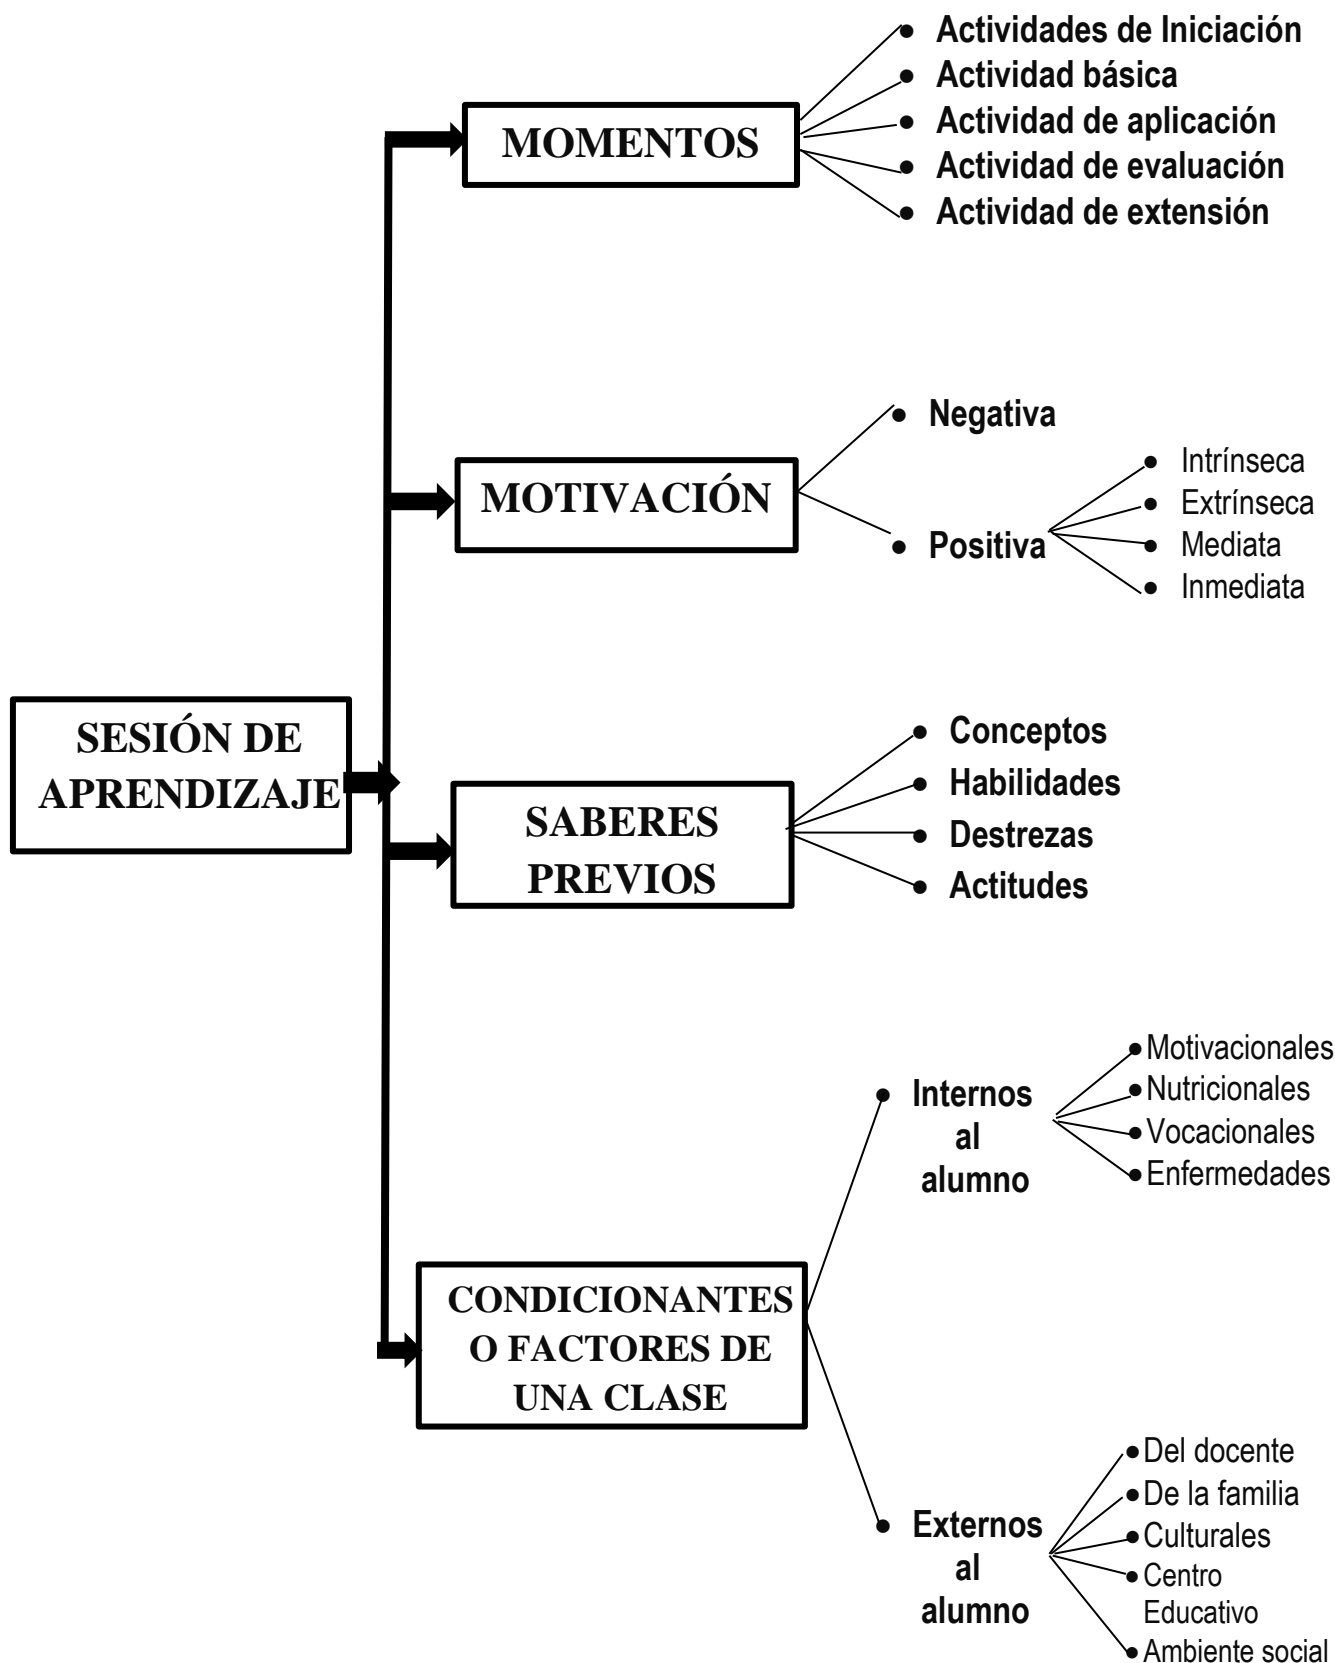 • Actividades de Iniciación
• Actividad básica
• Actividad de aplicación
• Actividad de evaluación
• Actividad de extensión
MOMENTOS
• Negativa
MOTIVACIÓN
• Positiva
• Intrínseca
• Extrínseca
• Mediata
• Inmediata
SESIÓN DE
APRENDIZAJE
SABERES
PREVIOS
• Conceptos
• Habilidades
• Destrezas
• Actitudes
CONDICIONANTES
O FACTORES DE
UNA CLASE
• Internos
al
alumno
• Motivacionales
• Nutricionales
• Vocacionales
• Enfermedades
• Externos
al
alumno
• Del docente
• De la familia
• Culturales
• Centro
Educativo
• Ambiente social